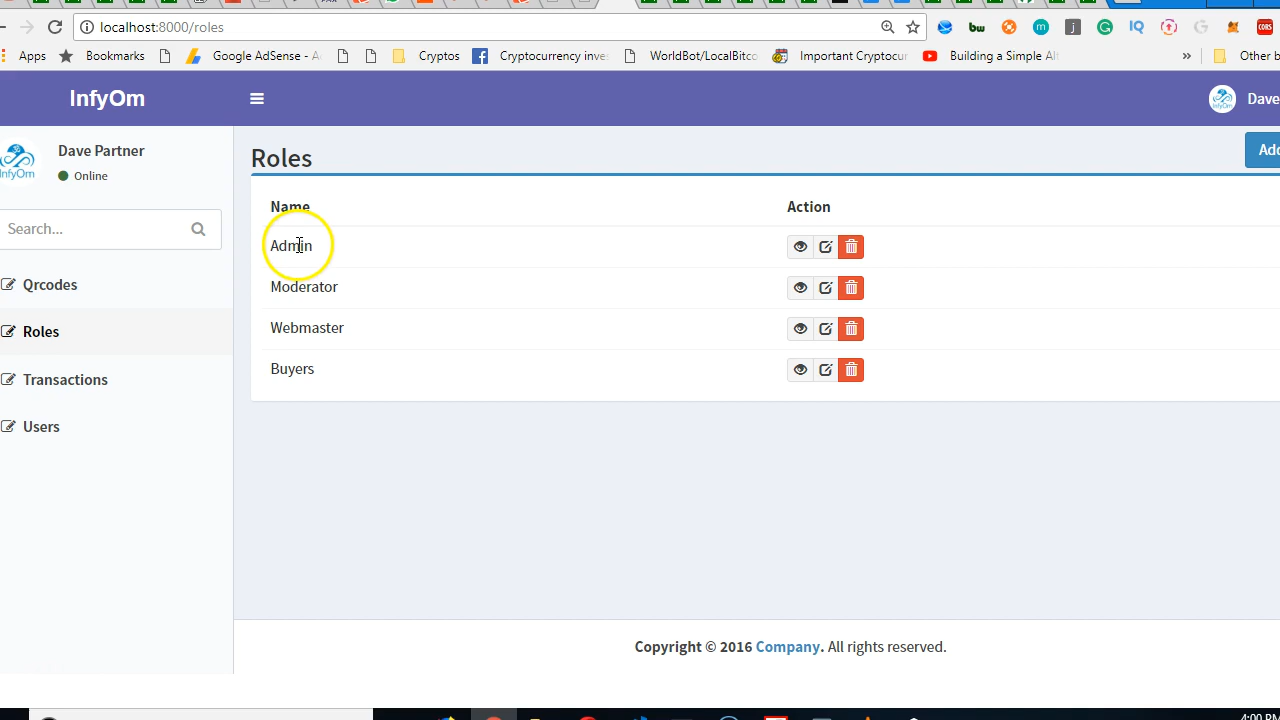 localhost:8000/roles
Apps Bookmarks Google AdSense - A Cryptos Cryptocurrency inve WorldBot/LocalBitco Important Cryptocur Building a Simple Al » Other b
InfyOm
Dave
InfyOm
Dave Partner
Online
Search...
Qrcodes
Roles
Transactions
Users
Roles
Add
Name Action
Admin
Moderator
Webmaster
Buyers
Copyright © 2016 Company. All rights reserved.
4:00 PM